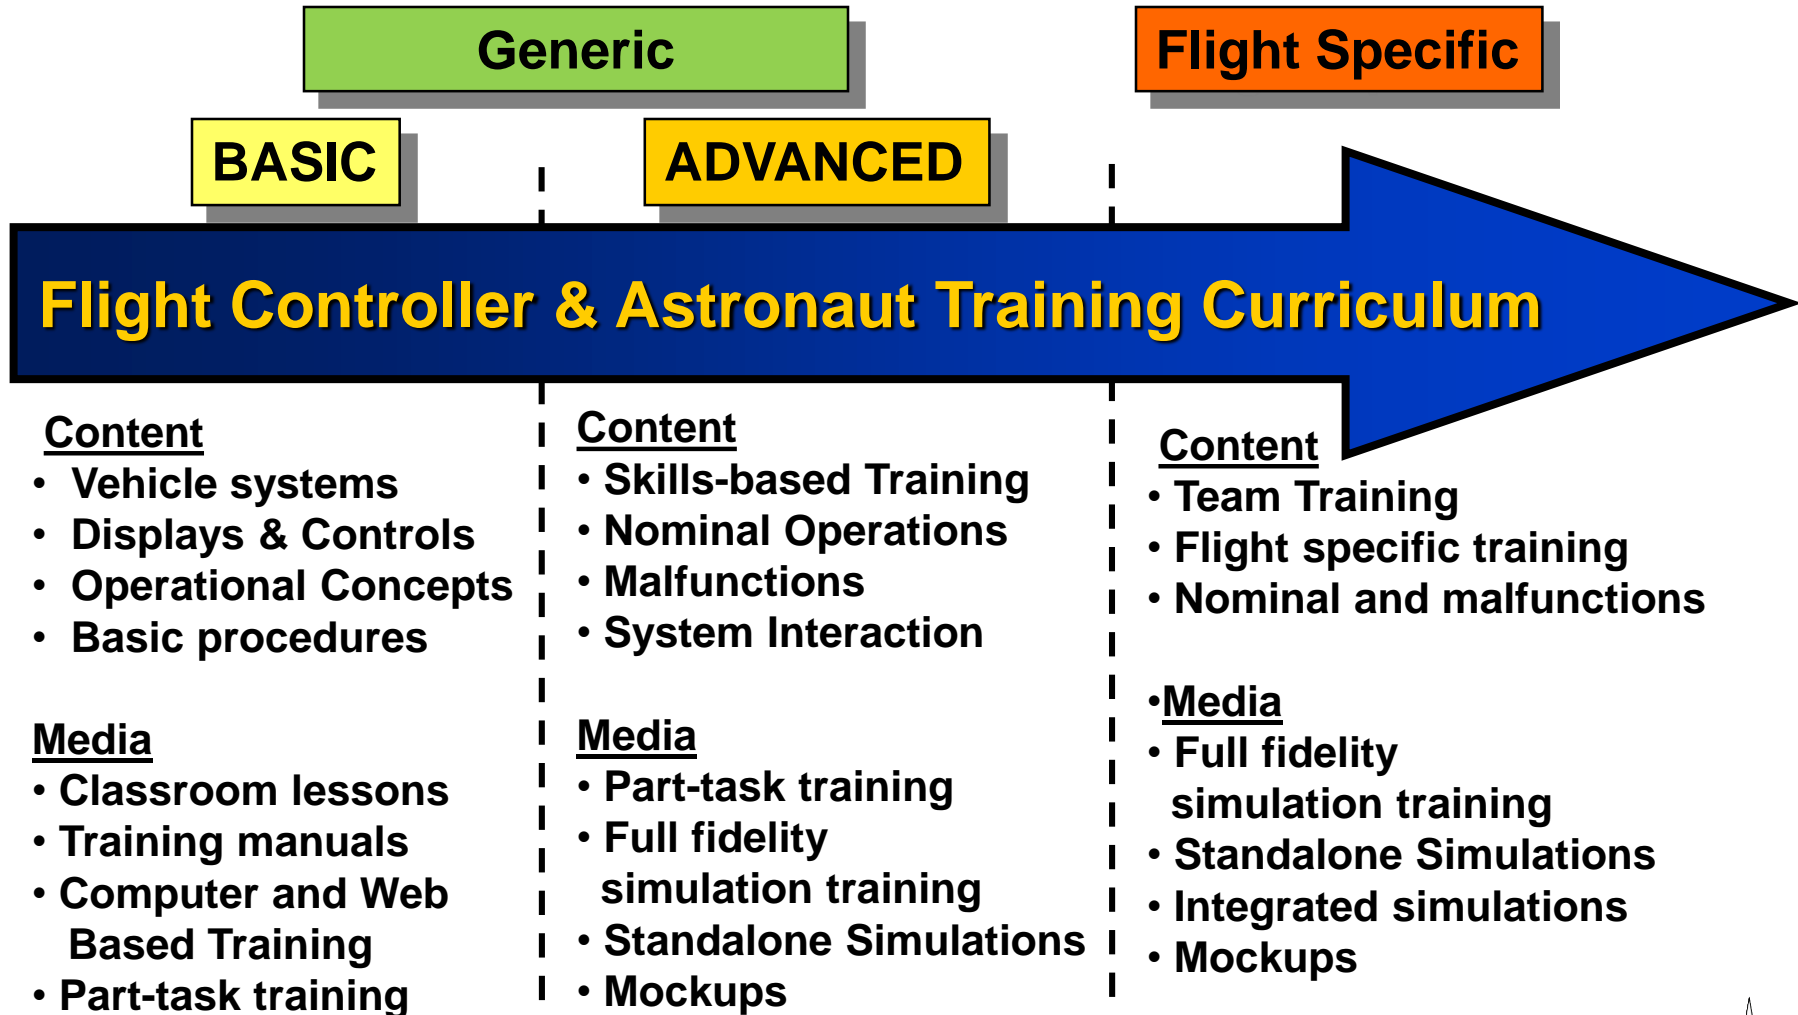 Generic
Flight Specific
BASIC
ADVANCED
Flight Controller & Astronaut Training Curriculum
Content
• Vehicle systems
• Displays & Controls
• Operational Concepts
• Basic procedures
Media
• Classroom lessons
• Training manuals
• Computer and Web
Based Training
• Part-task training
Content
• Skills-based Training
• Nominal Operations
• Malfunctions
• System Interaction
Media
• Part-task training
• Full fidelity
simulation training
• Standalone Simulations
• Mockups
Content
• Team Training
• Flight specific training
• Nominal and malfunctions
•Media
• Full fidelity
simulation training
• Standalone Simulations
• Integrated simulations
• Mockups